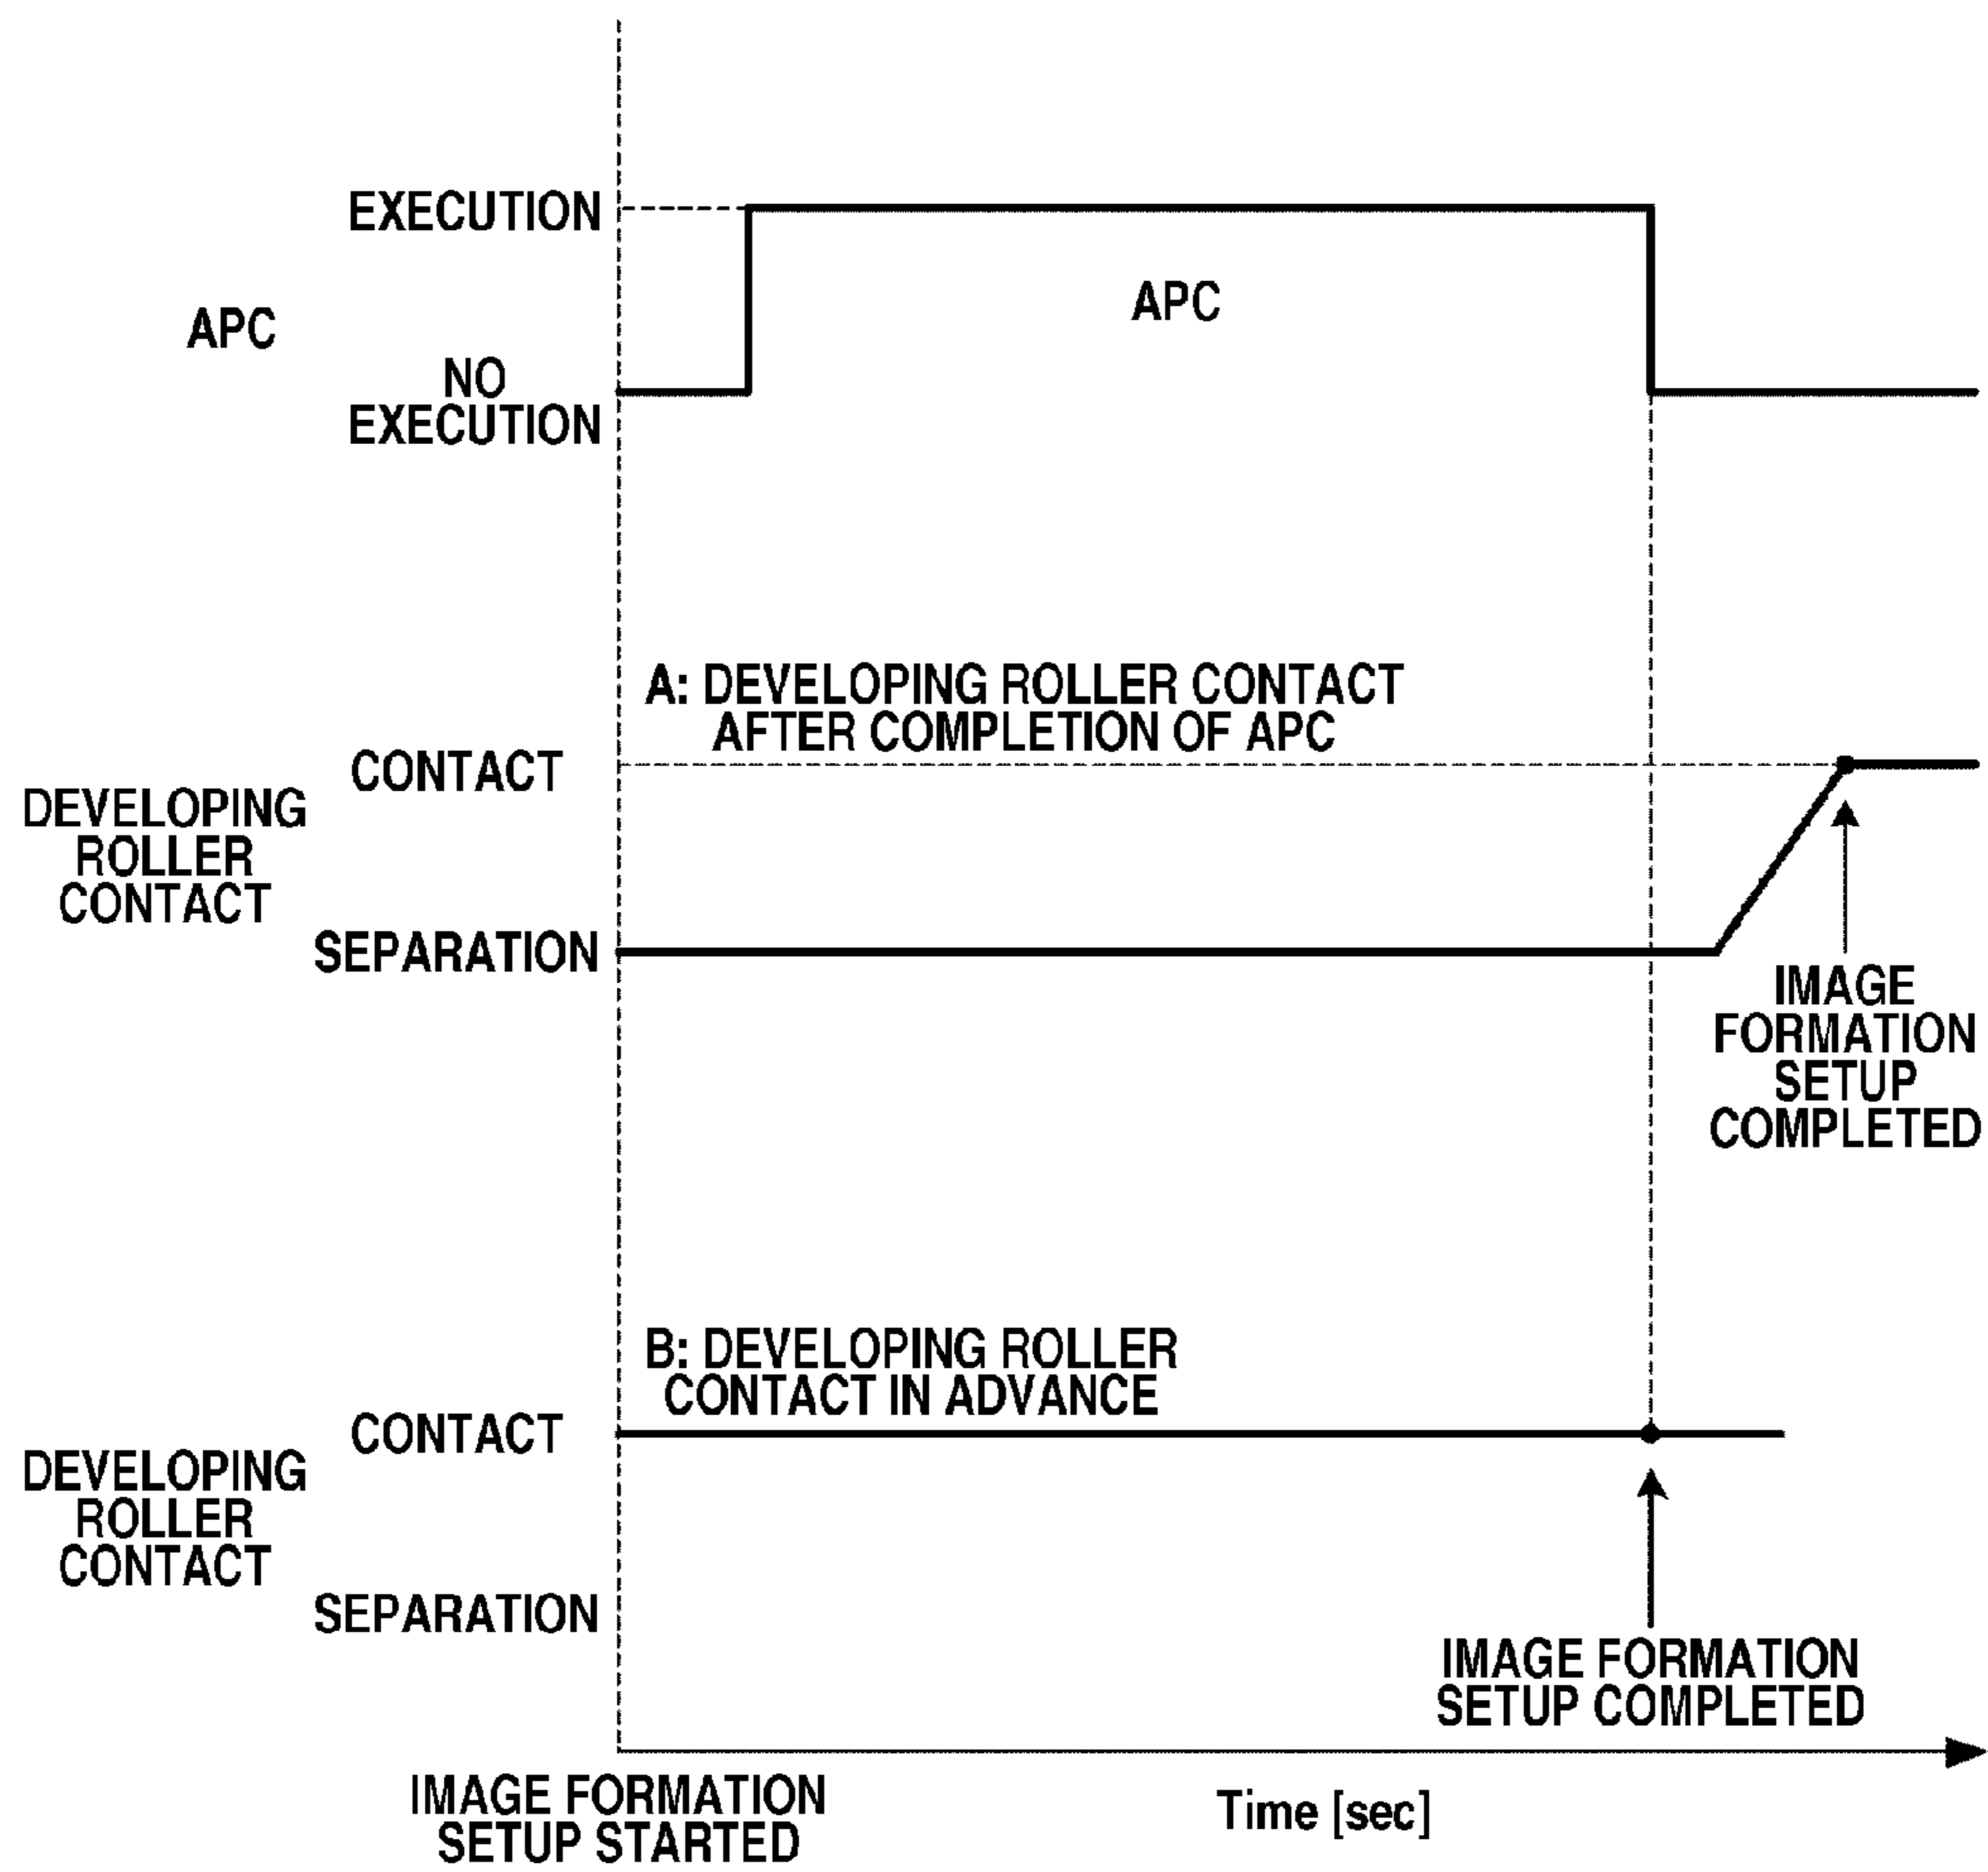 EXECUTION
APC
APC
NO
EXECUTION
A: DEVELOPING ROLLER CONTACT
AFTER COMPLETION OF APC
CONTACT
DEVELOPING
ROLLER
CONTACT
SEPARATION
IMAGE
FORMATION
SETUP
COMPLETED
B: DEVELOPING ROLLER
CONTACT IN ADVANCE
CONTACT
DEVELOPING
ROLLER
CONTACT
SEPARATION
IMAGE FORMATION
SETUP COMPLETED
IMAGE FORMATION
SETUP STARTED
Time [sec]